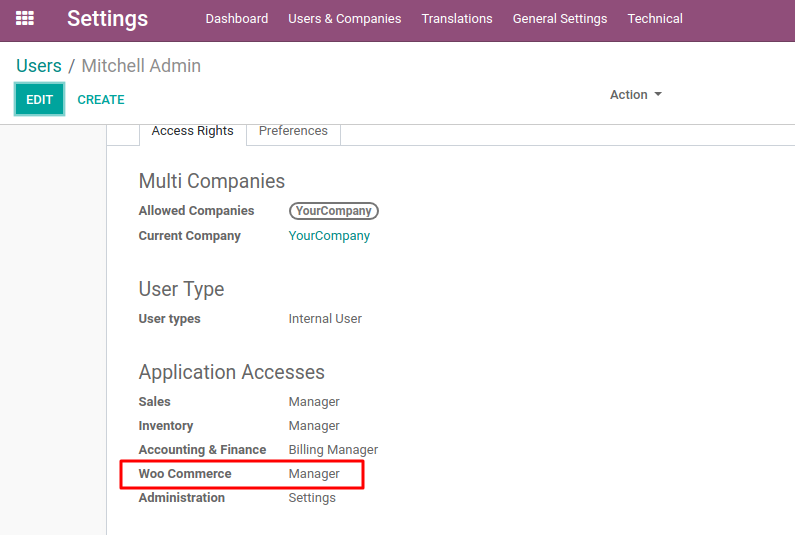 Settings Dashboard Users & Companies Translations General Settings Technical
Users / Mitchell Admin
EDIT CREATE Action
Access Rights Preferences
Multi Companies
Allowed Companies YourCompany
Current Company YourCompany
User Type
User types Internal User
Application Accesses
Sales Manager
Inventory Manager
Accounting & Finance Billing Manager
Woo Commerce Manager
Administration Settings